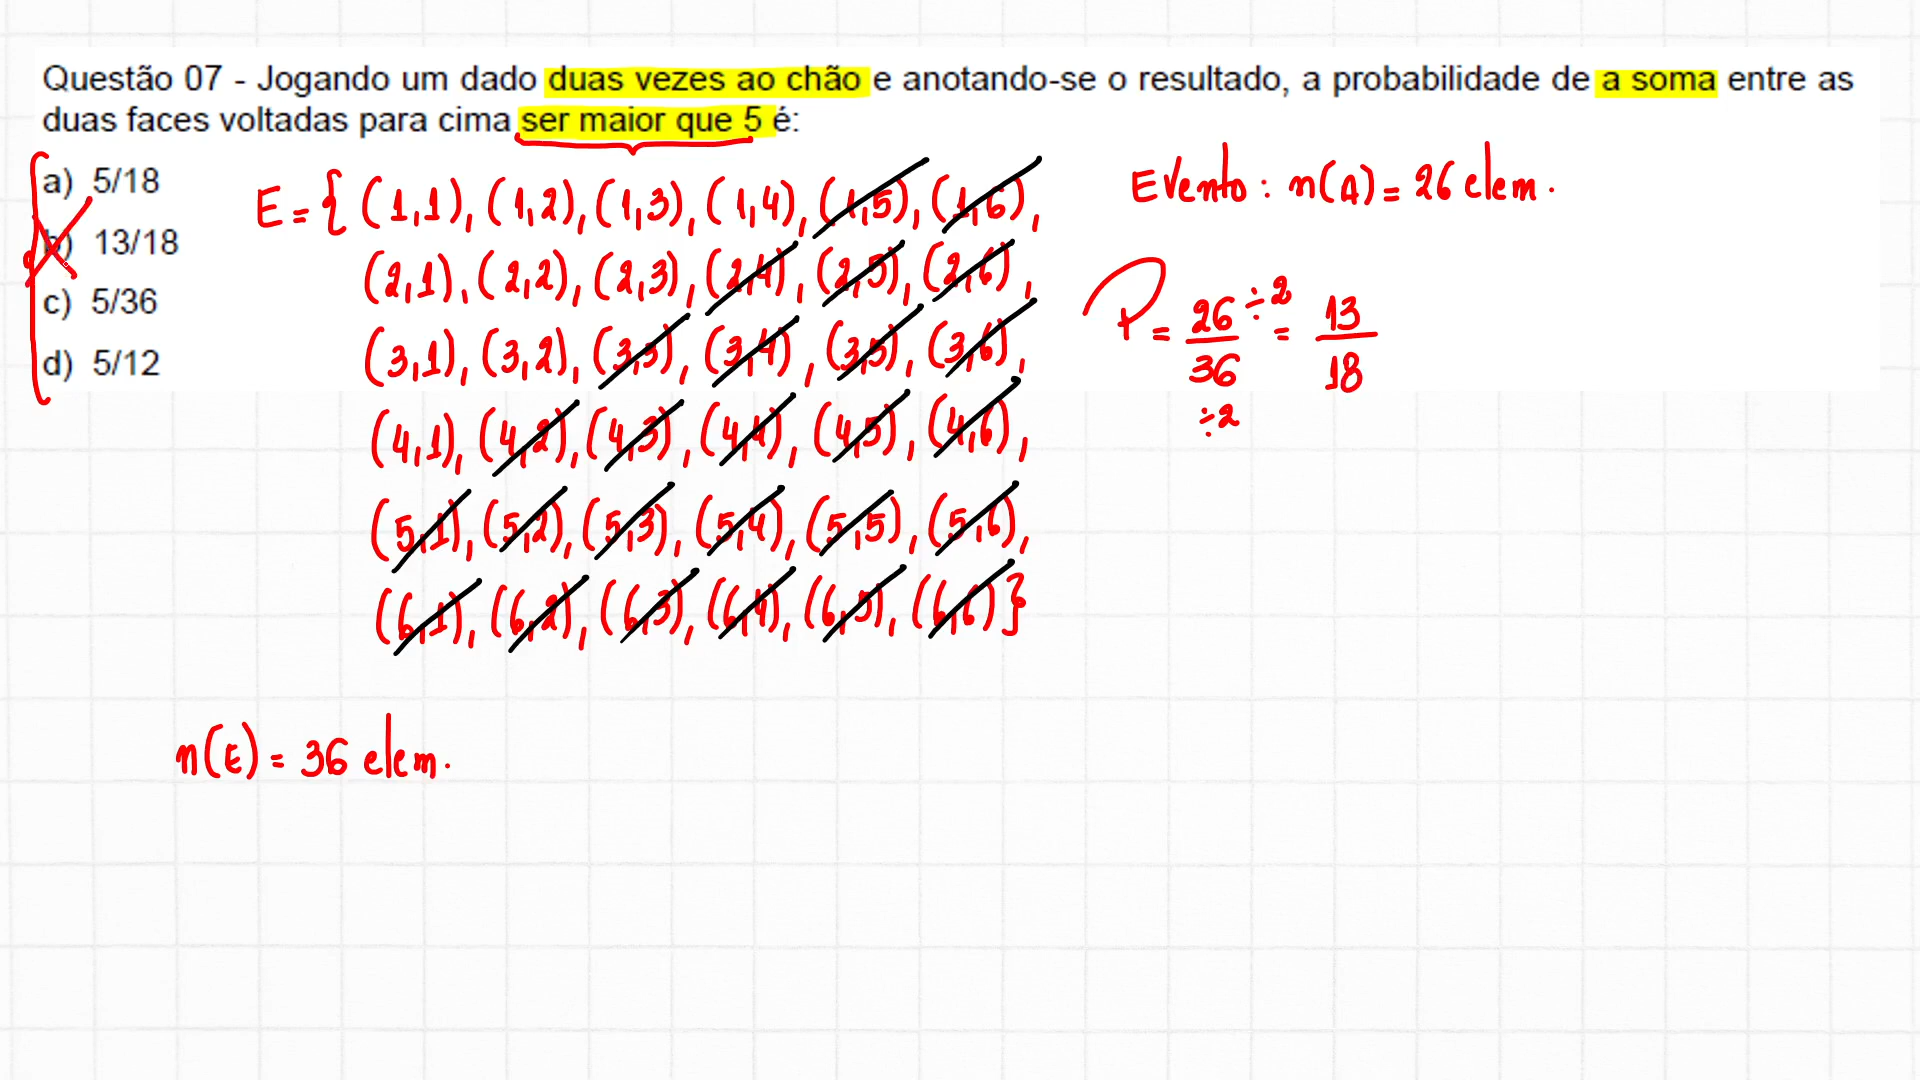 Questão 07 - Jogando um dado duas vezes ao chão e anotando-se o resultado, a probabilidade de a soma entre as
duas faces voltadas para cima ser maior que 5 é:
a) 5/18
b) 13/18
c) 5/36
d) 5/12
E = { (1,1), (1,2), (1,3), (1,4), (1,5), (1,6),
(2,1), (2,2), (2,3), (2,4), (2,5), (2,6),
(3,1), (3,2), (3,3), (3,4), (3,5), (3,6),
(4,1), (4,2), (4,3), (4,4), (4,5), (4,6),
(5,1), (5,2), (5,3), (5,4), (5,5), (5,6),
(6,1), (6,2), (6,3), (6,4), (6,5), (6,6) }
n(E) = 36 elem.
Evento: n(A) = 26 elem.
P = 26/36 ÷2 = 13/18
÷2